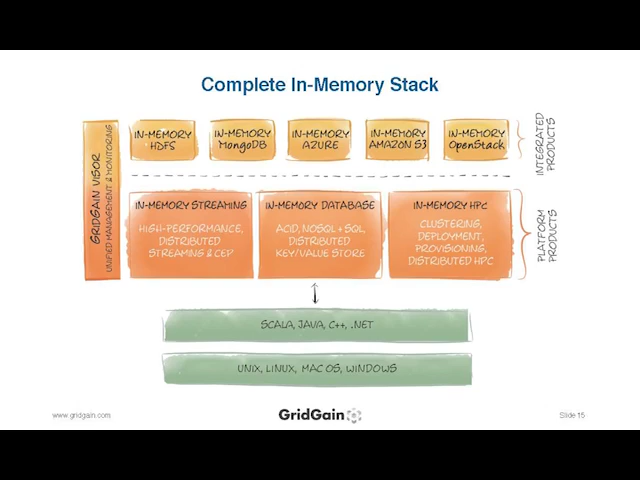 Complete In-Memory Stack
GRIDGAIN VISOR
UNIFIED MANAGEMENT & MONITORING
IN-MEMORY
HDFS
IN-MEMORY
MongoDB
IN-MEMORY
AZURE
IN-MEMORY
AMAZON S3
IN-MEMORY
OpenStack
INTEGRATED
PRODUCTS
IN-MEMORY STREAMING
HIGH-PERFORMANCE,
DISTRIBUTED
STREAMING & CEP
IN-MEMORY DATABASE
ACID, NOSQL + SQL,
DISTRIBUTED
KEY/VALUE STORE
IN-MEMORY HPC
CLUSTERING,
DEPLOYMENT,
PROVISIONING,
DISTRIBUTED HPC
PLATFORM
PRODUCTS
SCALA, JAVA, C++, .NET
UNIX, LINUX, MAC OS, WINDOWS
www.gridgain.com
GridGain
Slide 15